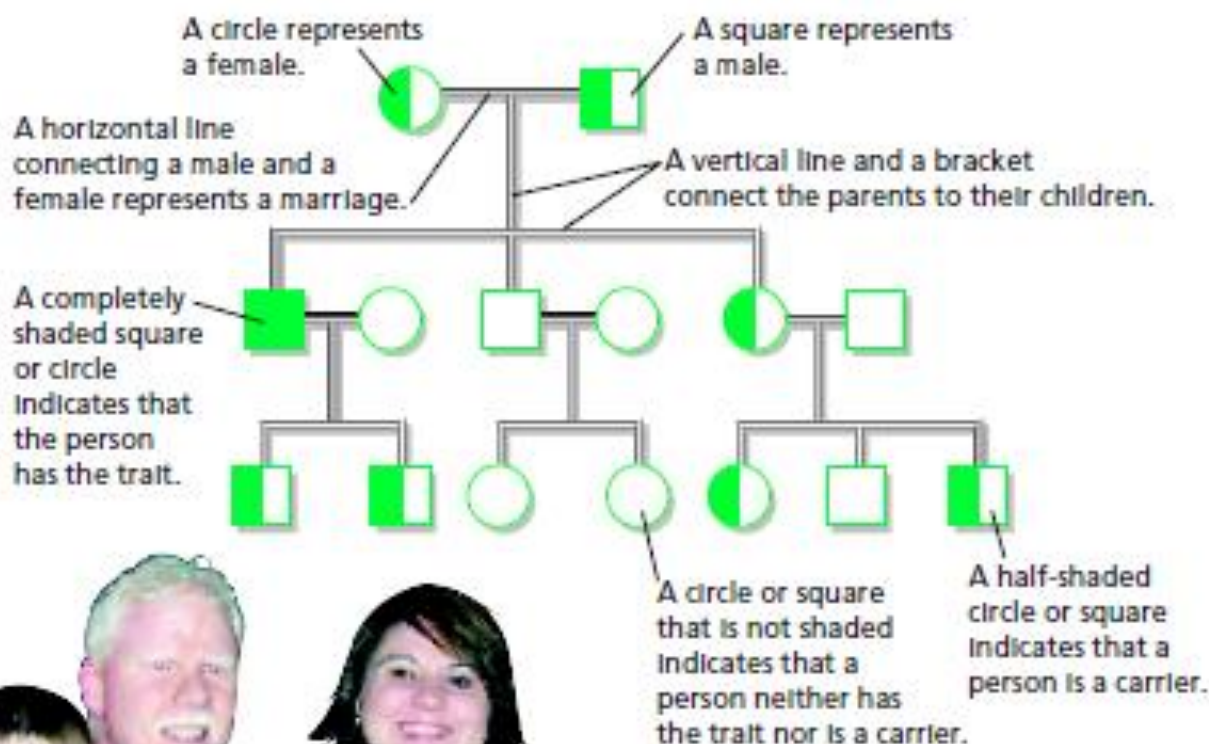 A circle represents
a female.
A square represents
a male.
A horizontal line
connecting a male and a
female represents a marriage.
A vertical line and a bracket
connect the parents to their children.
A completely
shaded square
or circle
indicates that
the person
has the trait.
A circle or square
that is not shaded
indicates that a
person neither has
the trait nor is a carrier.
A half-shaded
circle or square
indicates that a
person is a carrier.